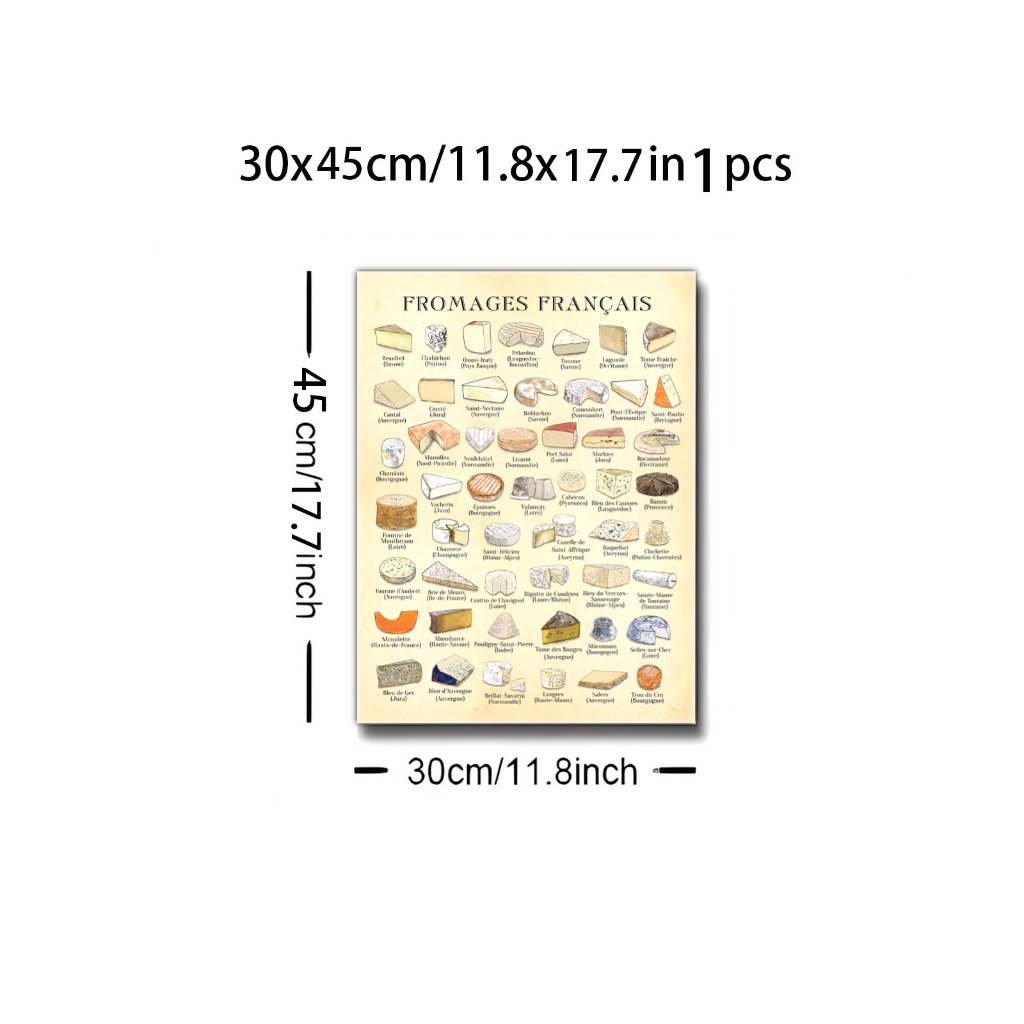 30x45cm/11.8x17.7in 1 pcs
45cm/17.7inch
FROMAGES FRANÇAIS
Beaufort
(Savoie)
Chabichou
(Poitou)
Ossau-Iraty
(Pays Basque)
Pélardon
(Languedoc-
Roussillon)
Tomme
(Savoie)
Laguiole
(Occitanie)
Tome Fraîche
(Auvergne)
Cantal
(Auvergne)
Comté
(Jura)
Saint-Nectaire
(Auvergne)
Reblochon
(Savoie)
Camembert
(Normandie)
Pont-l'Évêque
(Normandie)
Saint-Paulin
(Bretagne)
Charolais
(Bourgogne)
Maroilles
(Nord-Picardie)
Neufchâtel
(Normandie)
Livarot
(Normandie)
Port Salut
(Loire)
Morbier
(Jura)
Rocamadour
(Occitanie)
Fourme de
Montbrison
(Loire)
Vacherin
(Jura)
Époisses
(Bourgogne)
Valançay
(Loire)
Cabécou
(Pyrénées)
Bleu des Causses
(Languedoc)
Banon
(Provence)
Chaource
(Champagne)
Saint-Félicien
(Rhône-Alpes)
Cazelle de
Saint Affrique
(Aveyron)
Roquefort
(Aveyron)
Clochette
(Poitou-Charentes)
Fourme d'Ambert
(Auvergne)
Brie de Meaux
(Ile-de-France)
Crottin de Chavignol
(Loire)
Rigotte de Condrieu
(Loire/Rhône)
Bleu du Vercors-
Sassenage
(Rhône-Alpes)
Sainte-Maure
de Touraine
(Touraine)
Mimolette
(Hauts-de-France)
Abondance
(Haute-Savoie)
Pouligny-Saint-Pierre
(Indre)
Tome des Bauges
(Auvergne)
Mâconnais
(Bourgogne)
Selles-sur-Cher
(Loire)
Bleu de Gex
(Jura)
Bleu d'Auvergne
(Auvergne)
Brillat-Savarin
(Normandie)
Langres
(Haute-Marne)
Salers
(Auvergne)
Trou du Cru
(Bourgogne)
30cm/11.8inch